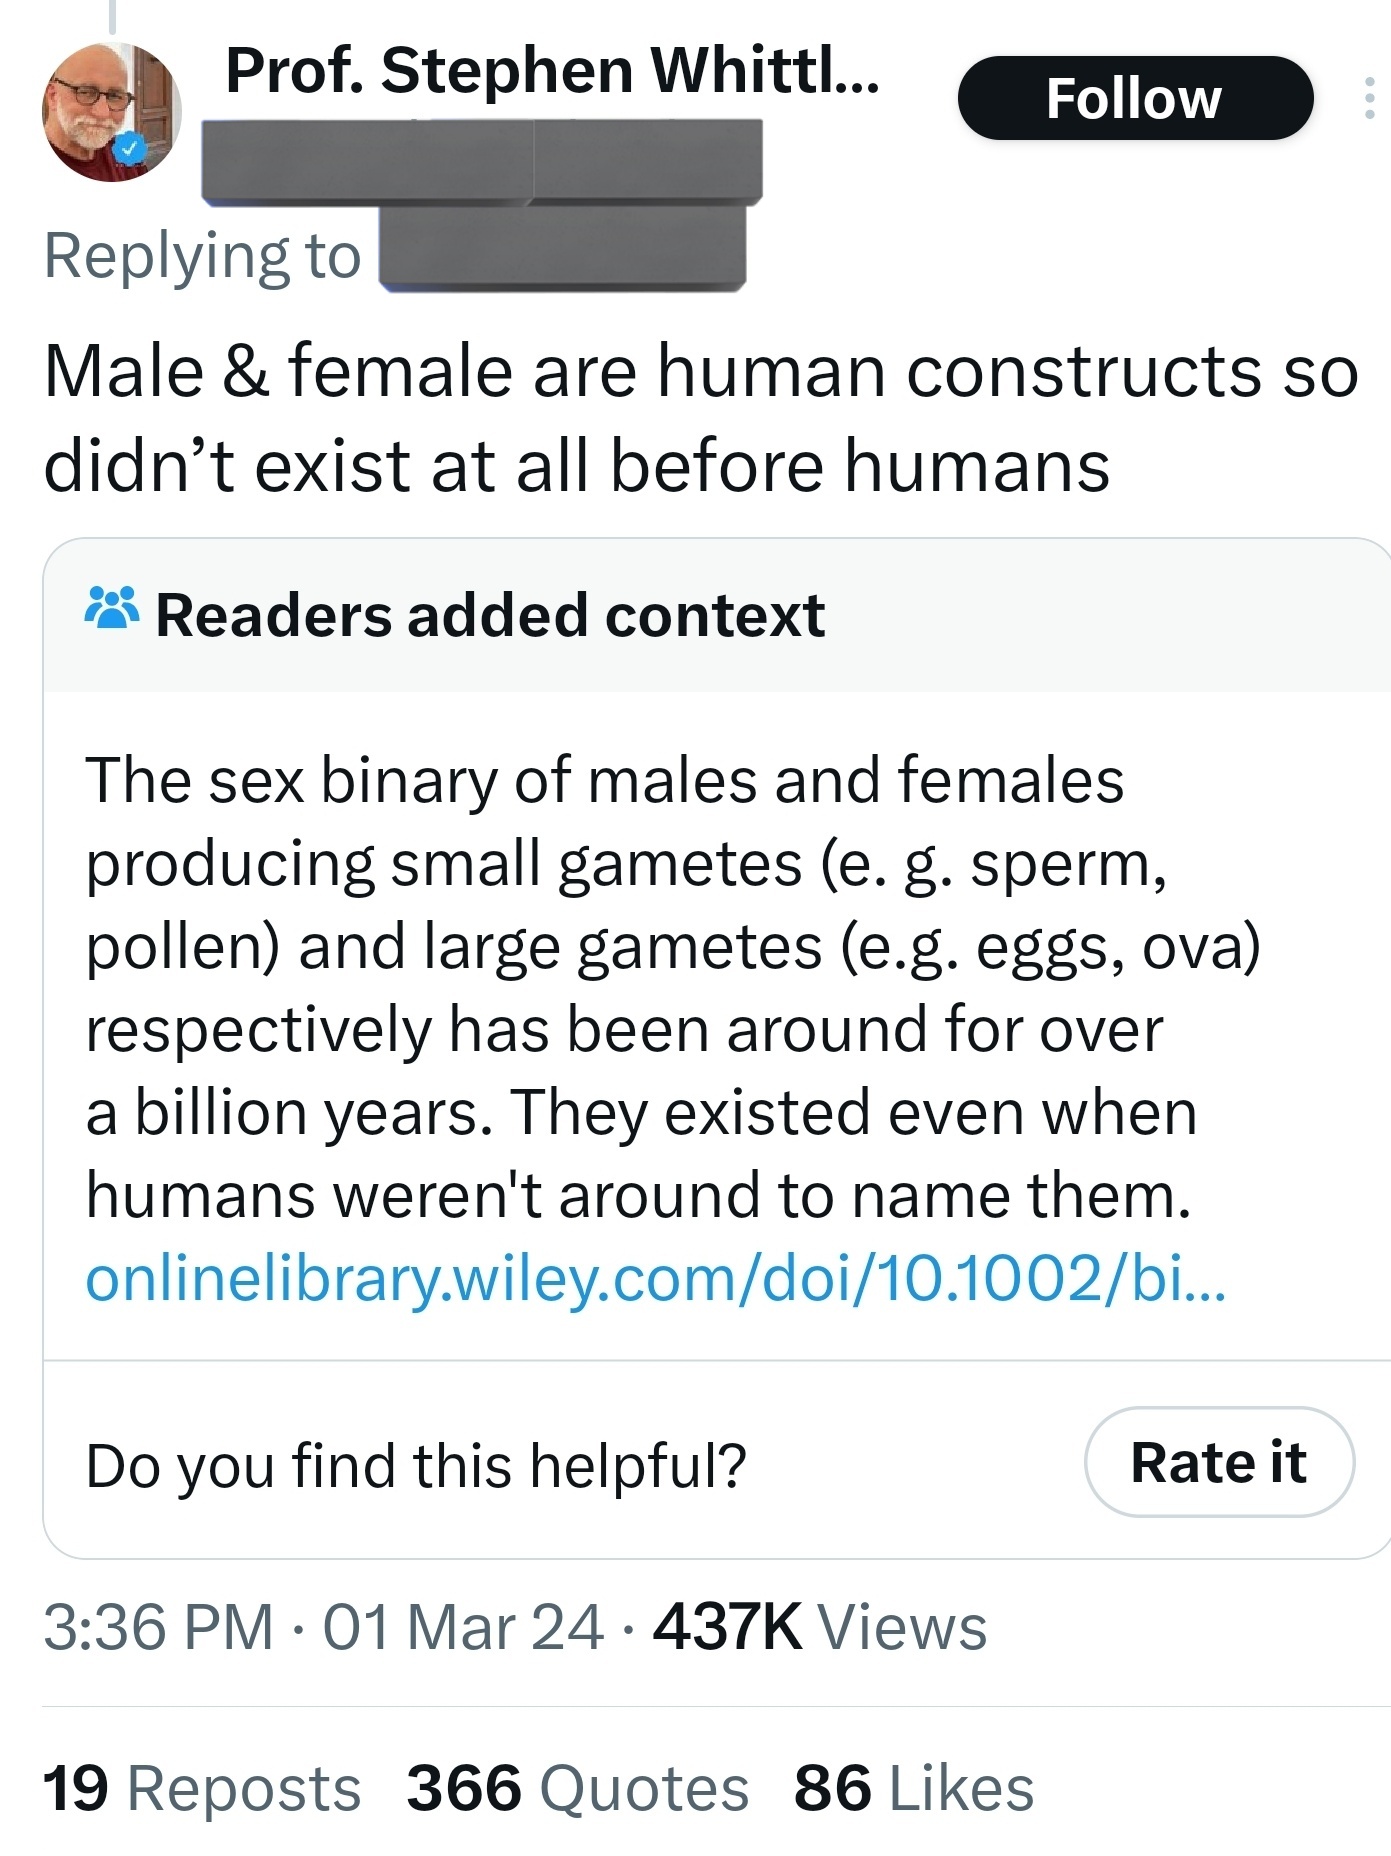 Prof. Stephen Whittl...
Follow
Replying to
Male & female are human constructs so
didn’t exist at all before humans
Readers added context
The sex binary of males and females
producing small gametes (e. g. sperm,
pollen) and large gametes (e.g. eggs, ova)
respectively has been around for over
a billion years. They existed even when
humans weren't around to name them.
onlinelibrary.wiley.com/doi/10.1002/bi...
Do you find this helpful?
Rate it
3:36 PM · 01 Mar 24 · 437K Views
19 Reposts 366 Quotes 86 Likes